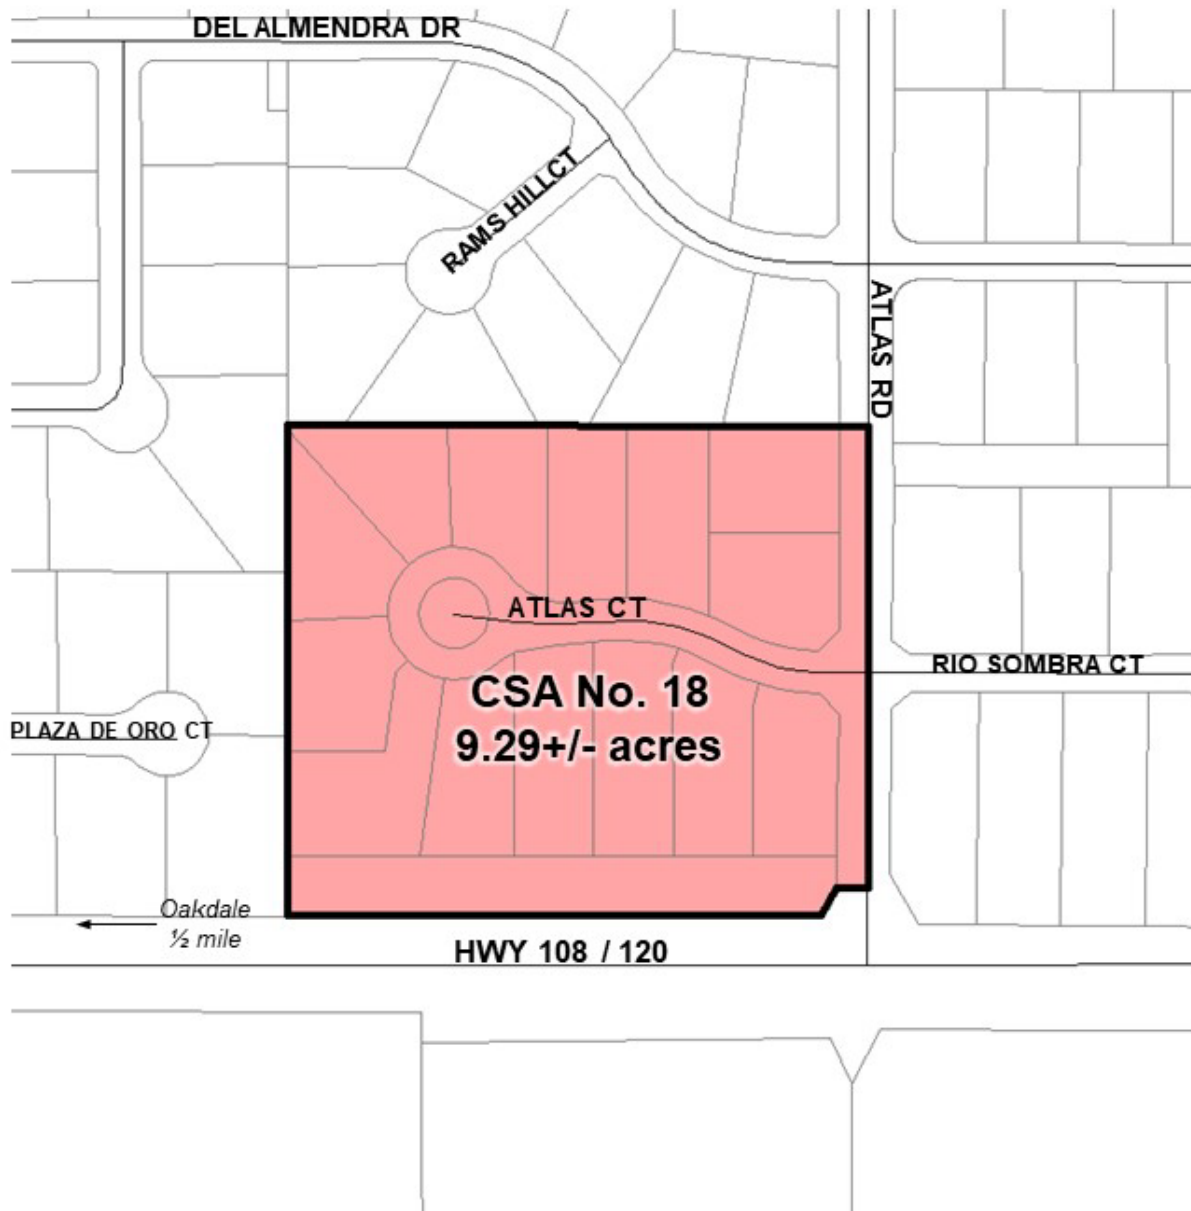 DEL ALMENDRA DR
RAMS HILLCT
ATLAS RD
ATLAS CT
RIO SOMBRA CT
CSA No. 18
9.29+/- acres
PLAZA DE ORO CT
Oakdale
½ mile
HWY 108 / 120